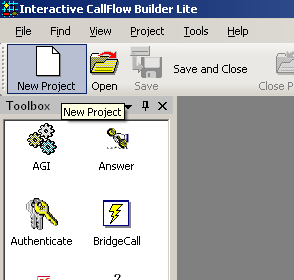 Interactive CallFlow Builder Lite
File Find View Project Tools Help
New Project Open Save Save and Close Close P
Toolbox New Project
AGI Answer
Authenticate BridgeCall
?